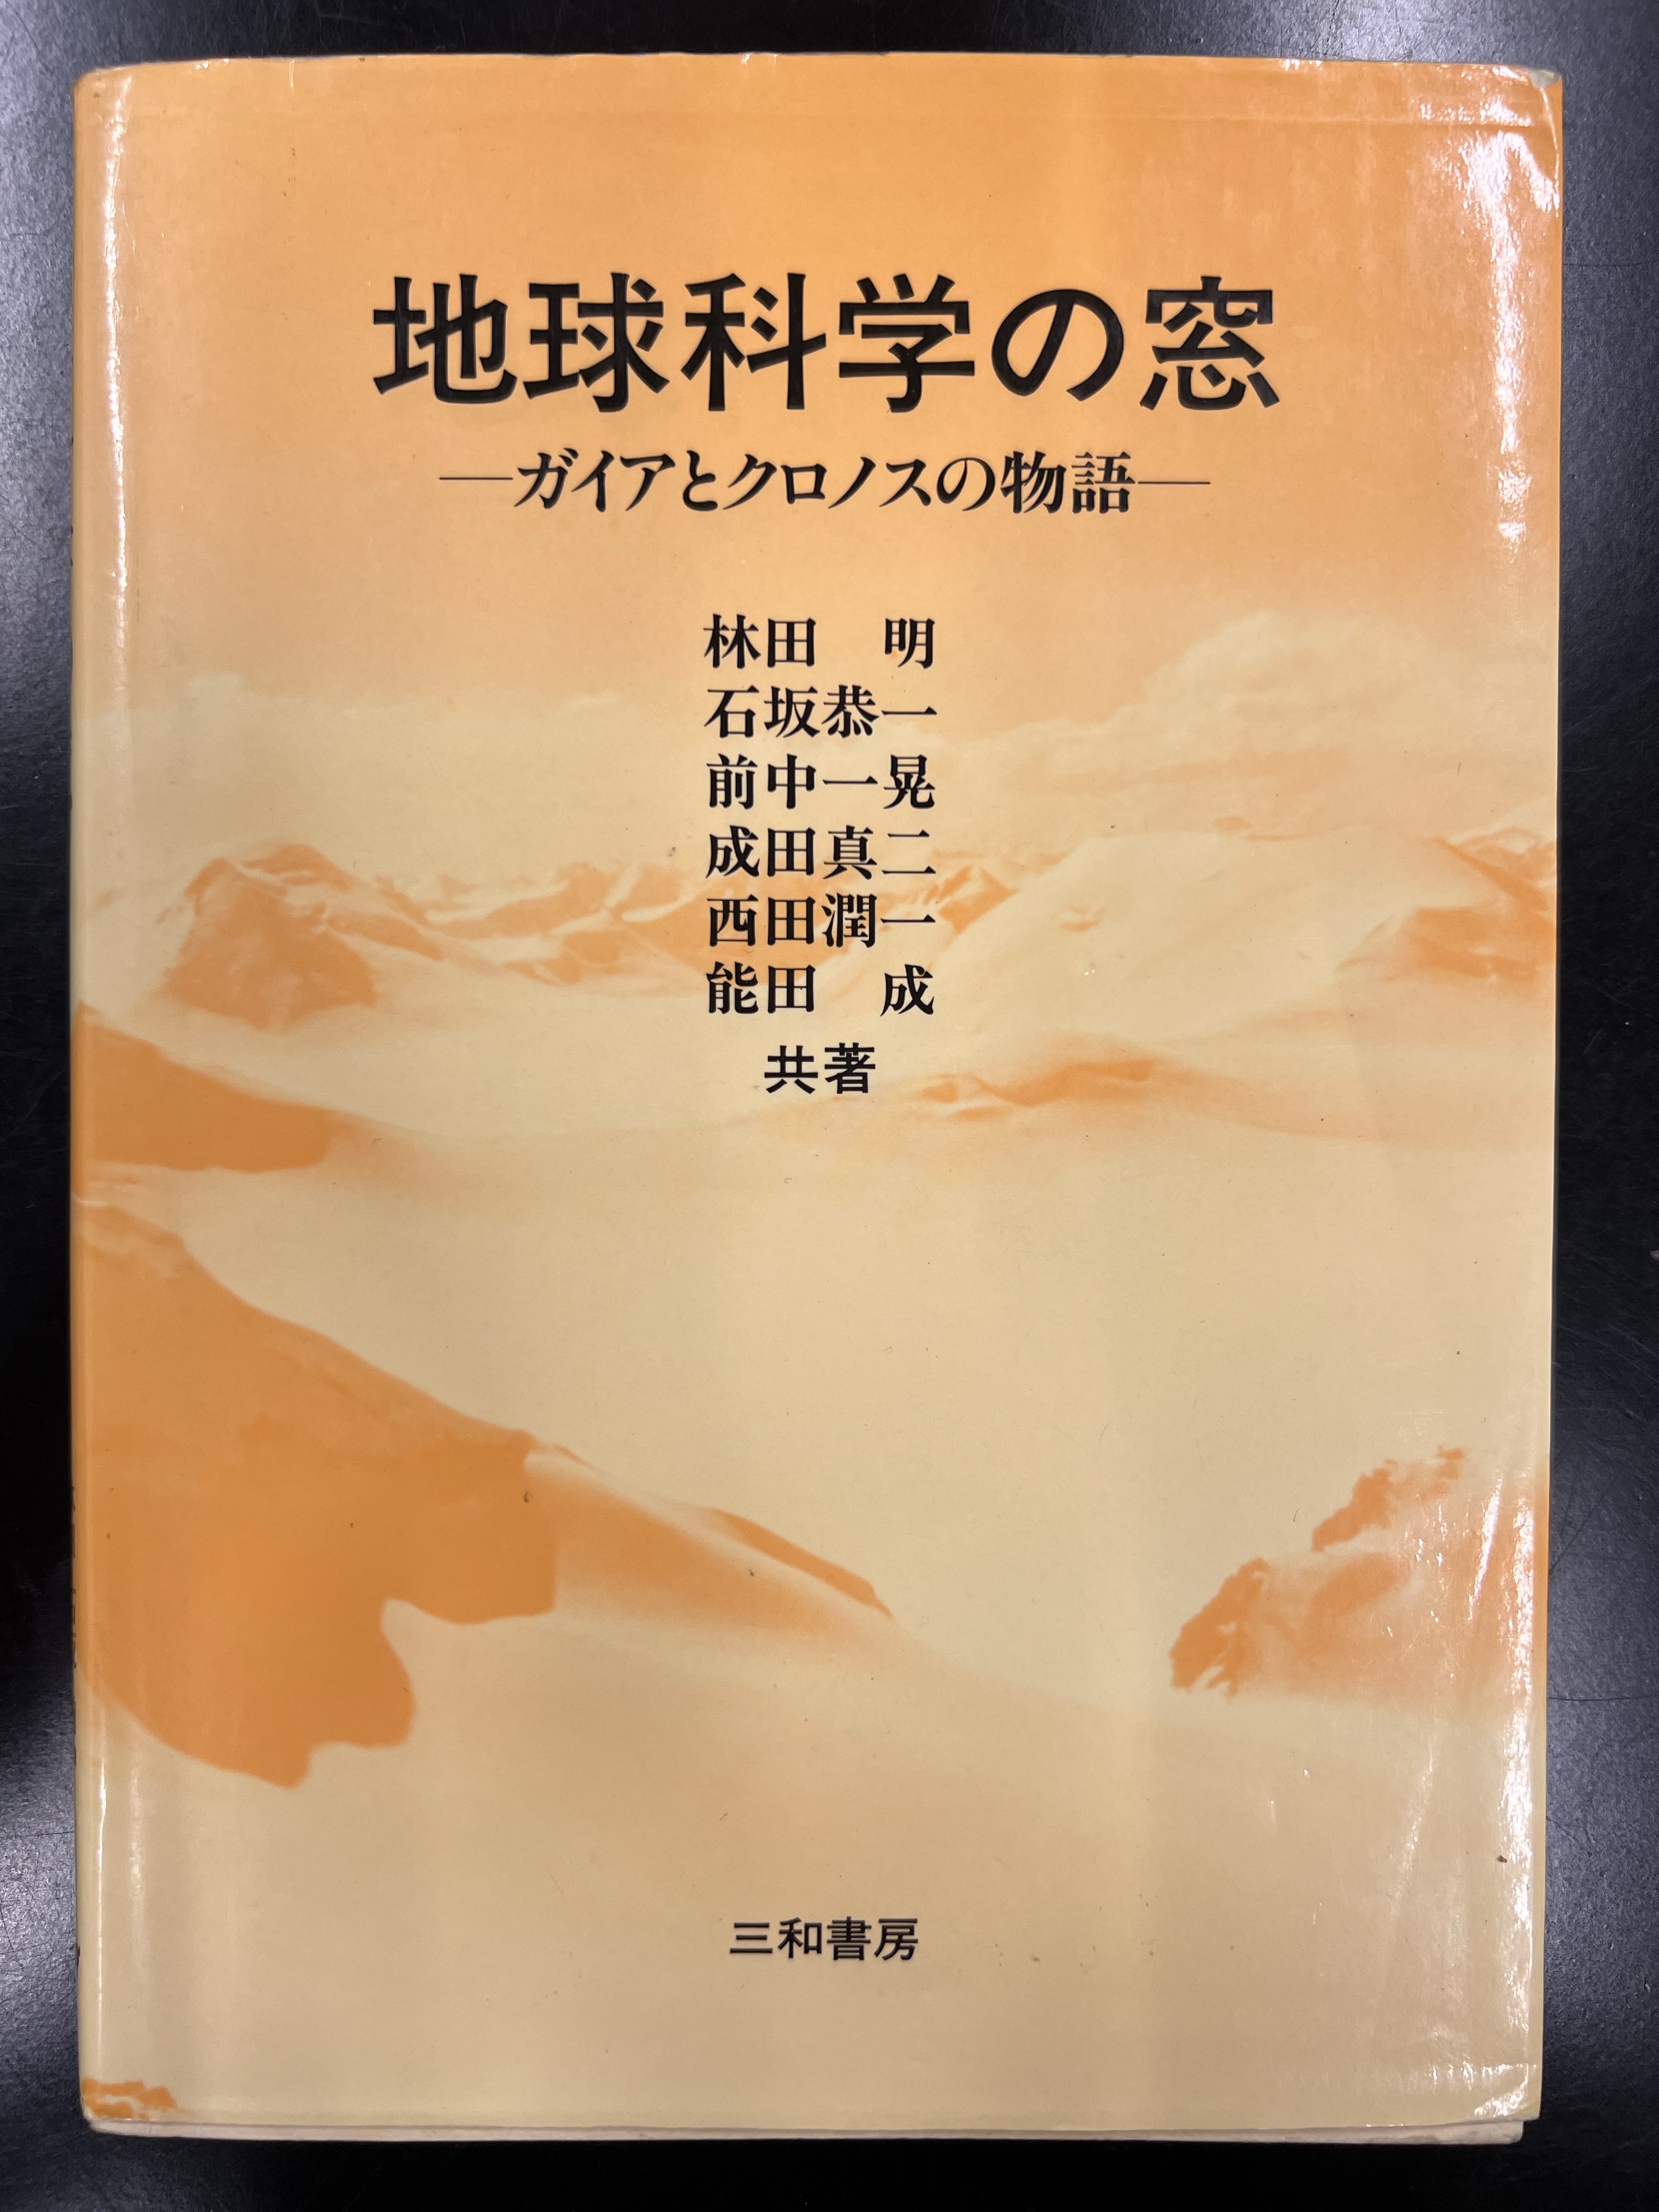 地球科学の窓
―ガイアとクロノスの物語―
林田　明
石坂恭一
前中一晃
成田真二
西田潤一
能田　成
共著
三和書房